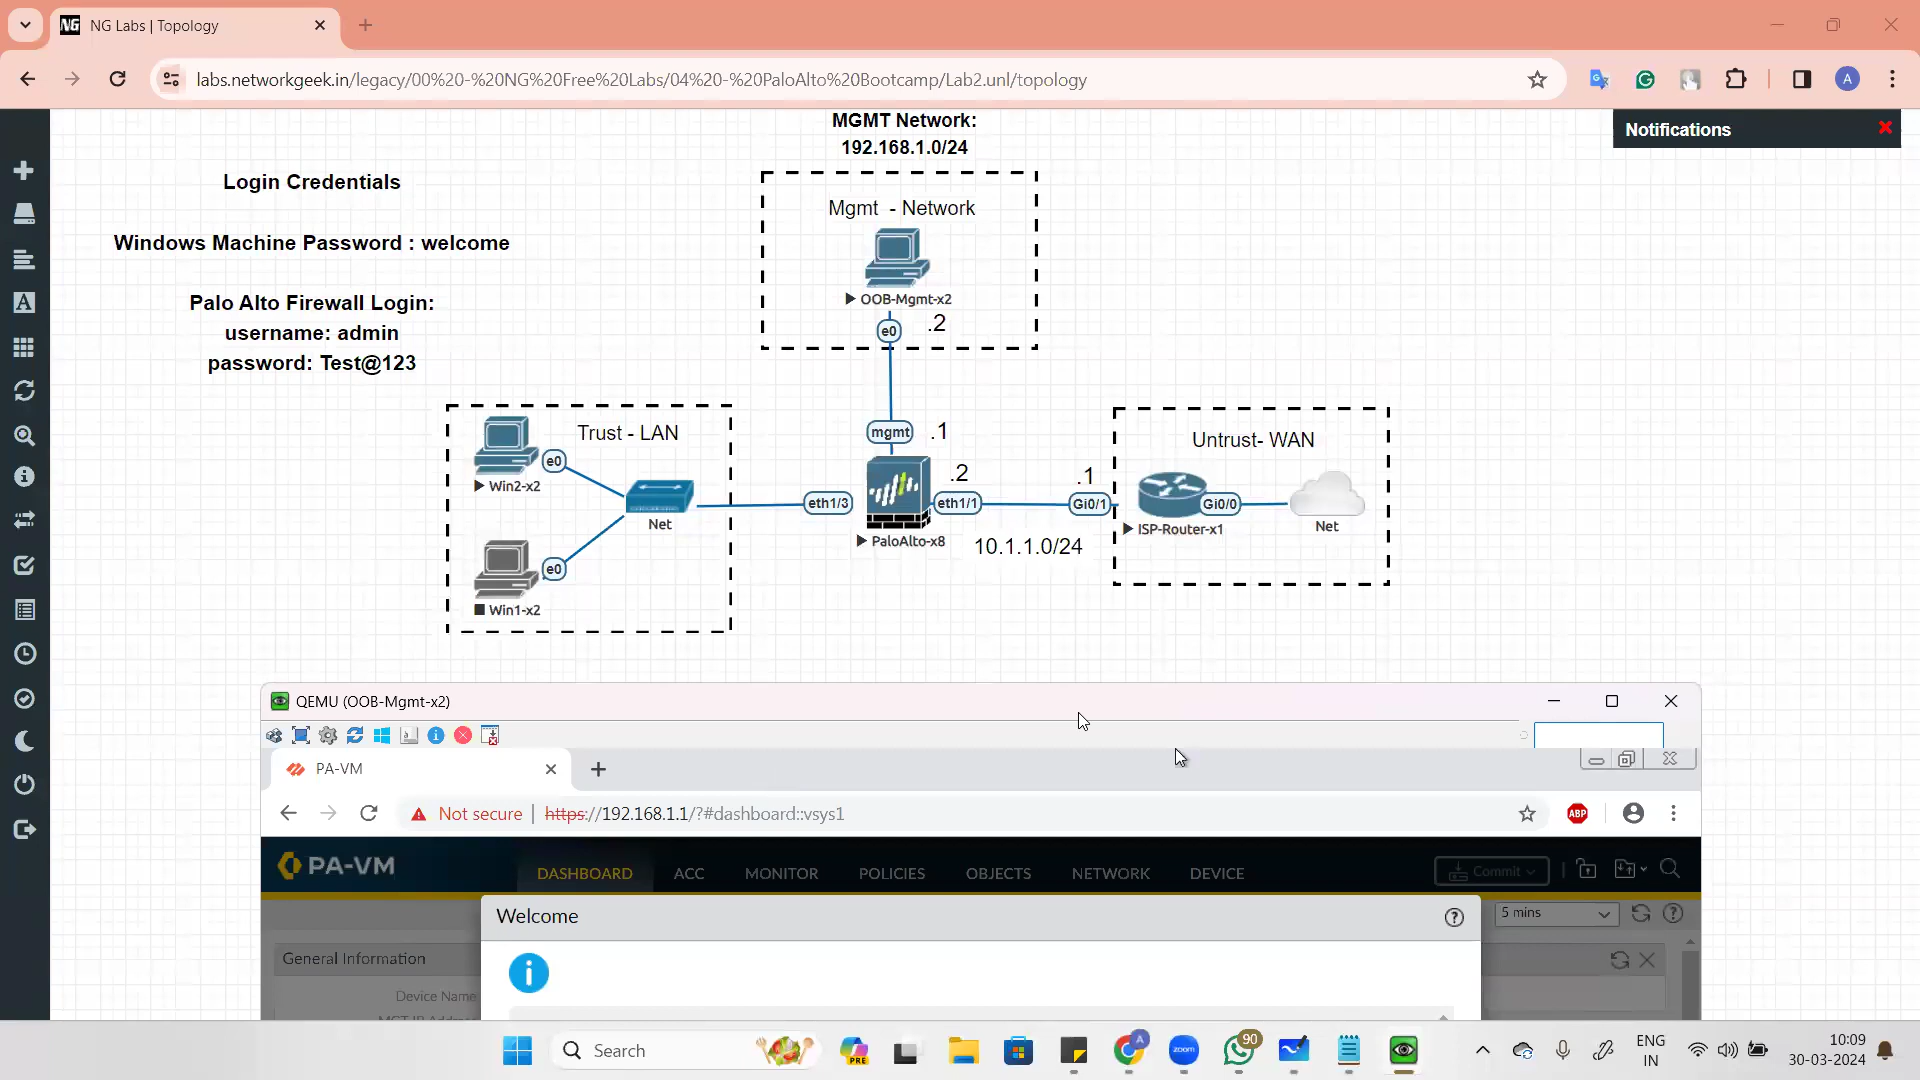 NG Labs | Topology
labs.networkgeek.in/legacy/00%20-%20NG%20Free%20Labs/04%20-%20PaloAlto%20Bootcamp/Lab2.unl/topology
A
MGMT Network:
192.168.1.0/24
Notifications
Login Credentials
Windows Machine Password : welcome
Palo Alto Firewall Login:
username: admin
password: Test@123
Mgmt - Network
OOB-Mgmt-x2
e0
.2
Trust - LAN
e0
Win2-x2
Net
e0
Win1-x2
mgmt
.1
eth1/3
eth1/1
.2
PaloAlto-x8
10.1.1.0/24
.1
Gi0/1
Untrust- WAN
Gi0/0
ISP-Router-x1
Net
QEMU (OOB-Mgmt-x2)
PA-VM
Not secure | https://192.168.1.1/?#dashboard::vsys1
ABP
PA-VM
DASHBOARD ACC MONITOR POLICIES OBJECTS NETWORK DEVICE
Commit
Welcome
5 mins
General Information
Device Name
MGT IP Address
Search
PRE
A
zoom
90
ENG
IN
10:09
30-03-2024